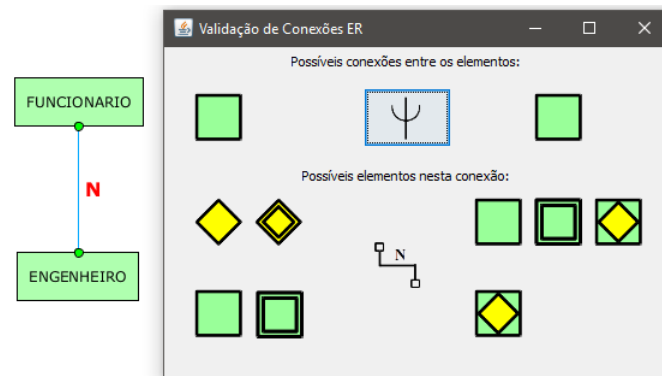 Validação de Conexões ER
Possíveis conexões entre os elementos:
FUNCIONARIO
Possíveis elementos nesta conexão:
N
N
ENGENHEIRO